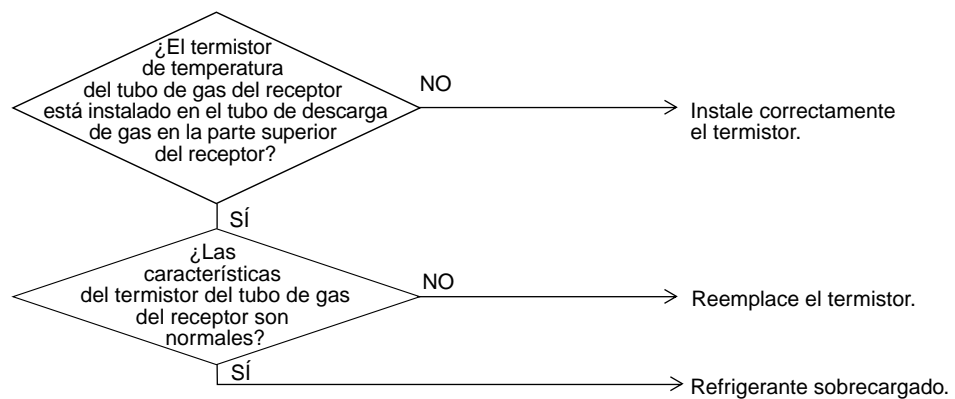 ¿El termistor
de temperatura
del tubo de gas del receptor
está instalado en el tubo de descarga
de gas en la parte superior
del receptor?
NO
Instale correctamente
el termistor.
SÍ
¿Las
caracterísíticas
del termistor del tubo de gas
del receptor son
normales?
NO
Reemplace el termistor.
SÍ
Refrigerante sobrecargado.